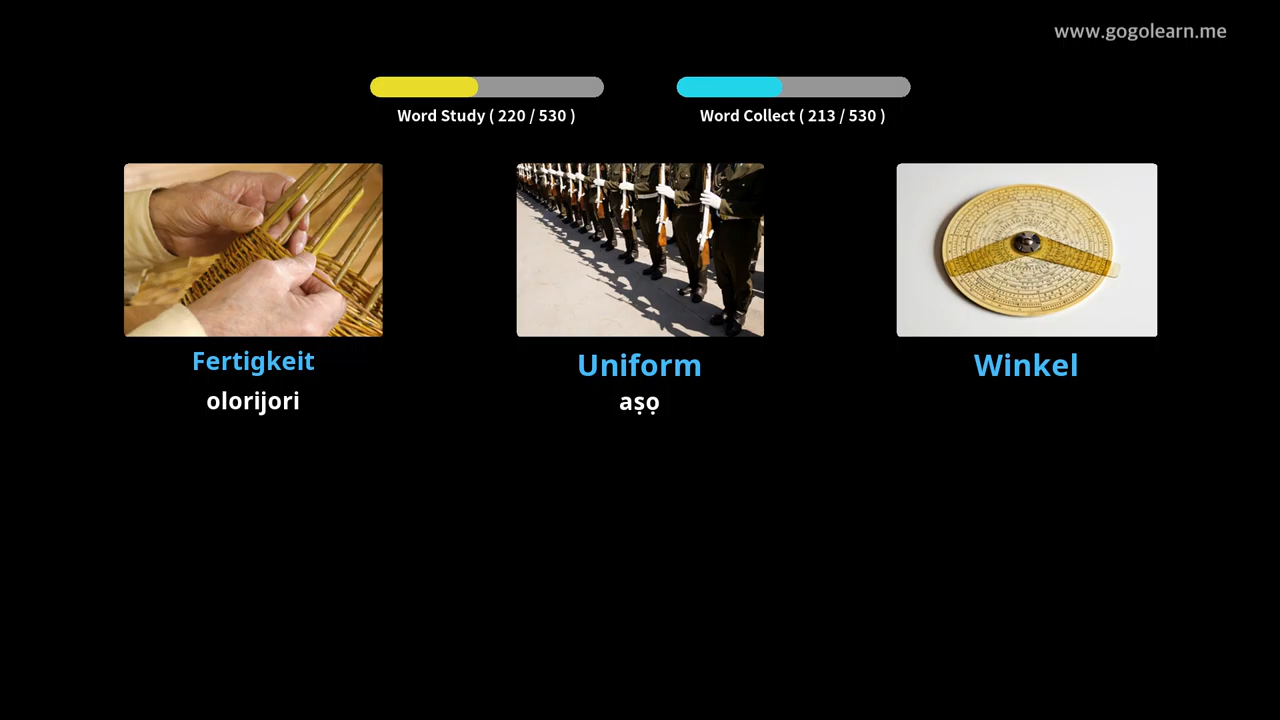 www.gogolearn.me
Word Study ( 220 / 530 )
Word Collect ( 213 / 530 )
Fertigkeit
olorijori
Uniform
aṣọ
Winkel